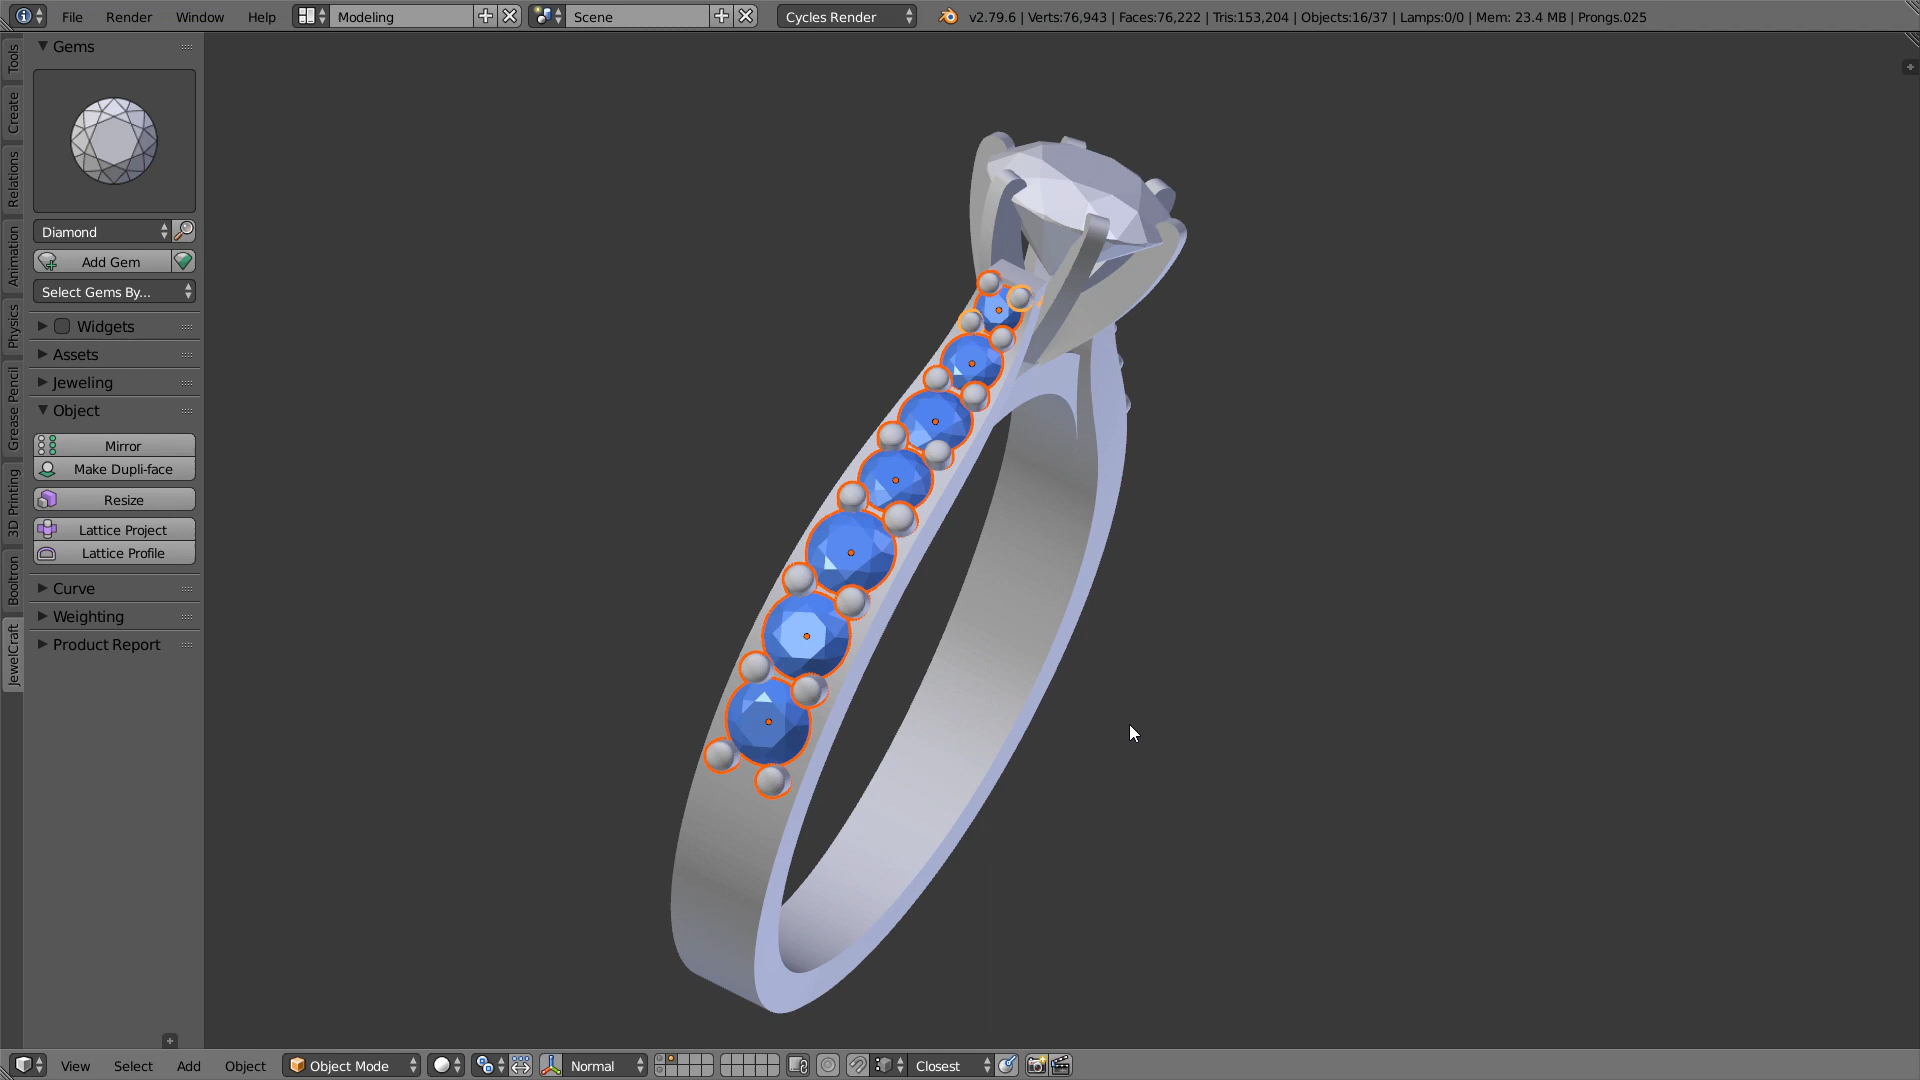 File Render Window Help Modeling Scene Cycles Render v2.79.6 | Verts:76,943 | Faces:76,222 | Tris:153,204 | Objects:16/37 | Lamps:0/0 | Mem: 23.4 MB | Prongs.025
Tools
Create
Relations
Animation
Physics
Grease Pencil
3D Printing
Booltron
JewelCraft
Gems
Diamond
Add Gem
Select Gems By...
Widgets
Assets
Jeweling
Object
Mirror
Make Dupli-face
Resize
Lattice Project
Lattice Profile
Curve
Weighting
Product Report
View Select Add Object Object Mode Normal Closest